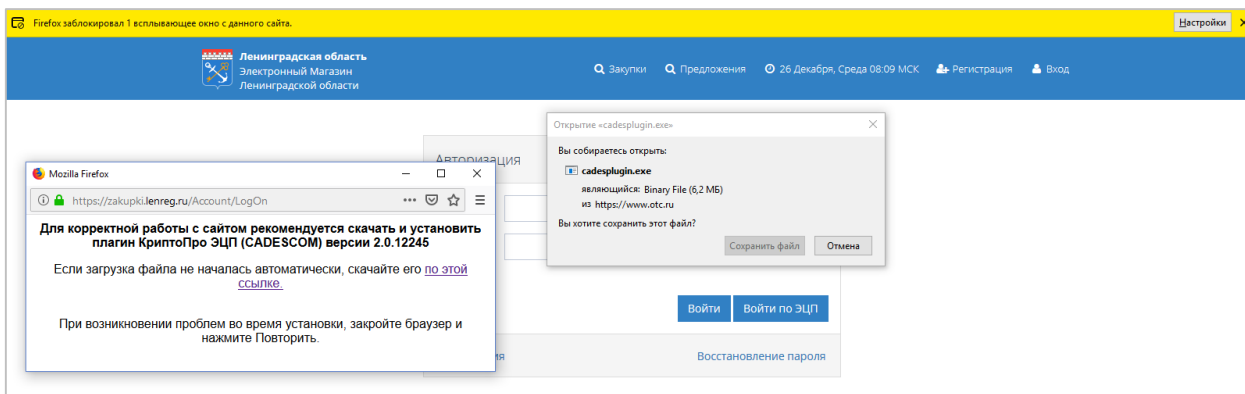 Firefox заблокировал 1 всплывающее окно с данного сайта.
Настройки
Ленинградская область
Электронный Магазин
Ленинградской области
Закупки
Предложения
26 Декабря, Среда 08:09 МСК
Регистрация
Вход
Авторизация
Открытие «cadesplugin.exe»
Вы собираетесь открыть:
cadesplugin.exe
являющийся: Binary File (6,2 МБ)
из https://www.otc.ru
Вы хотите сохранить этот файл?
Сохранить файл
Отмена
Mozilla Firefox
https://zakupki.lenreg.ru/Account/LogOn
Для корректной работы с сайтом рекомендуется скачать и установить
плагин КриптоПро ЭЦП (CADESCOM) версии 2.0.12245
Если загрузка файла не началась автоматически, скачайте его по этой
ссылке.
При возникновении проблем во время установки, закройте браузер и
нажмите Повторить.
Войти
Войти по ЭЦП
Восстановление пароля